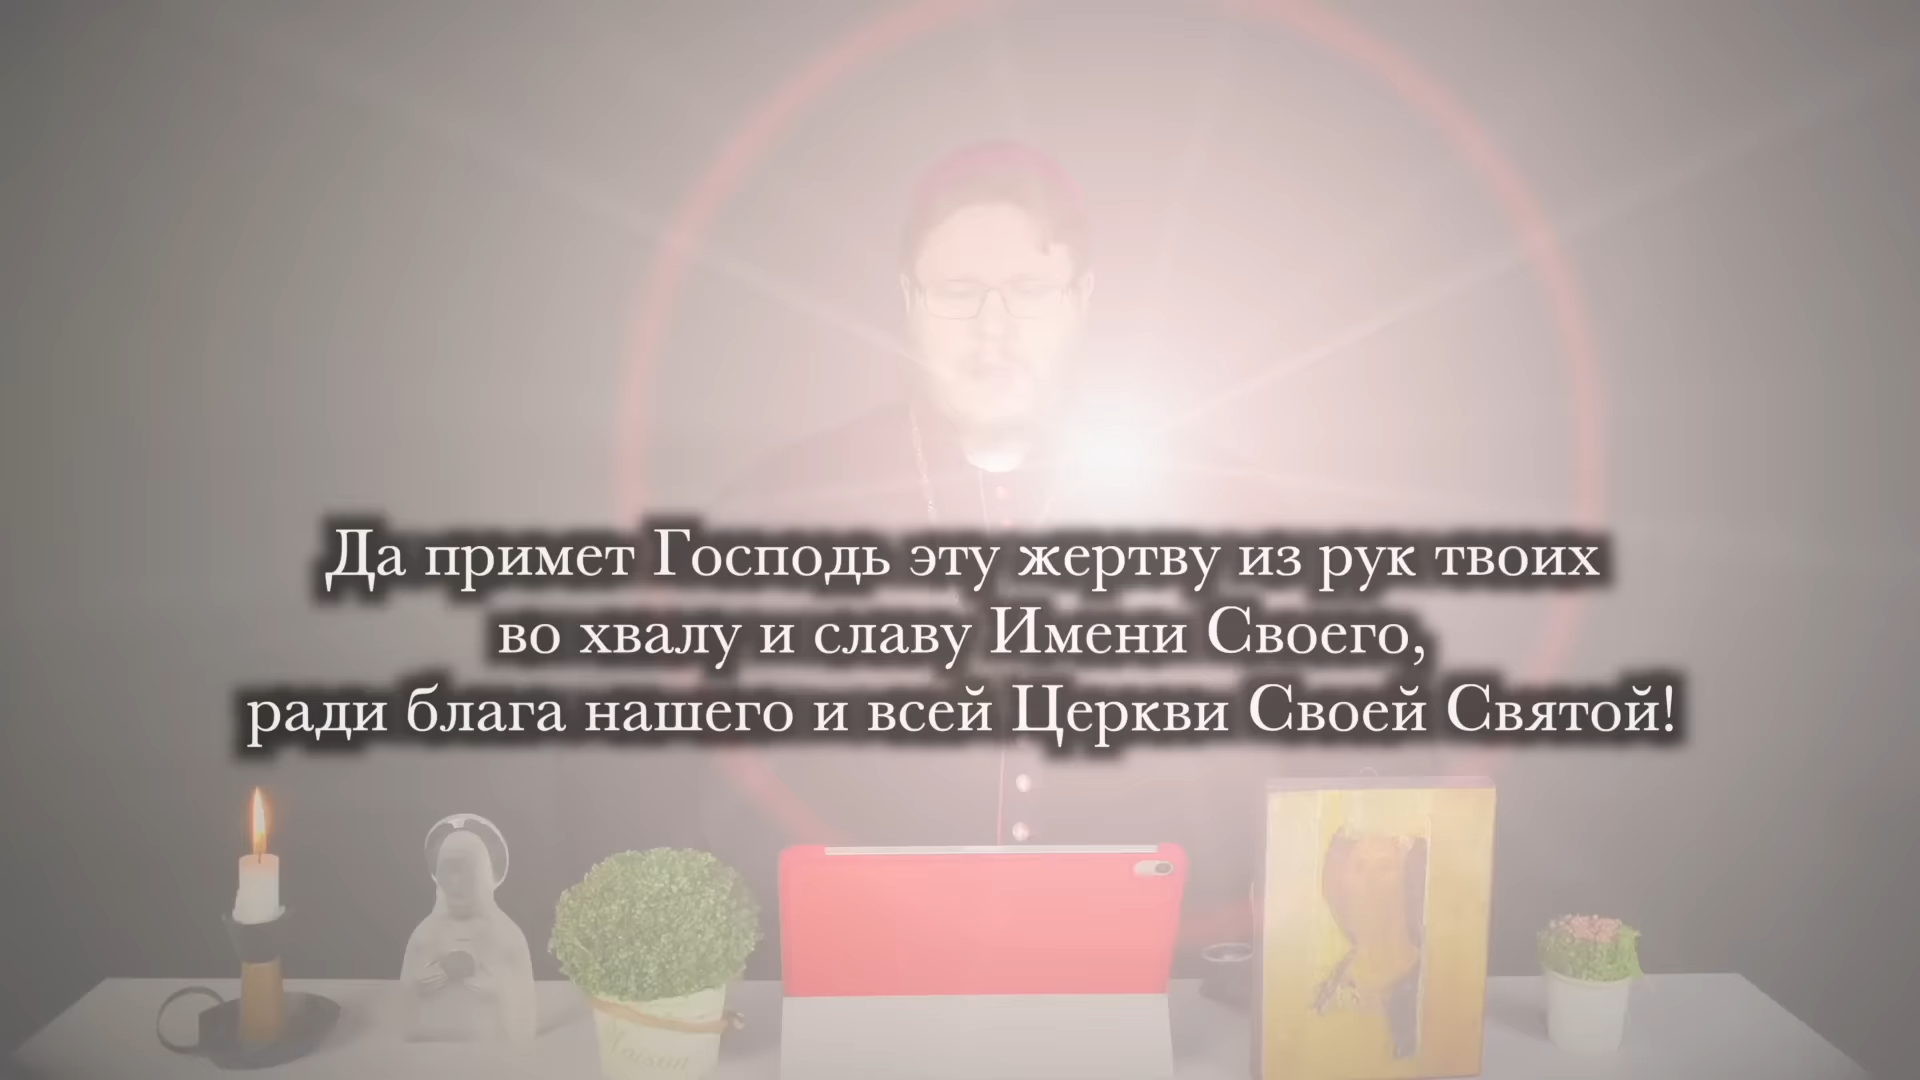 Да примет Господь эту жертву из рук твоих
во хвалу и славу Имени Своего,
ради блага нашего и всей Церкви Своей Святой!